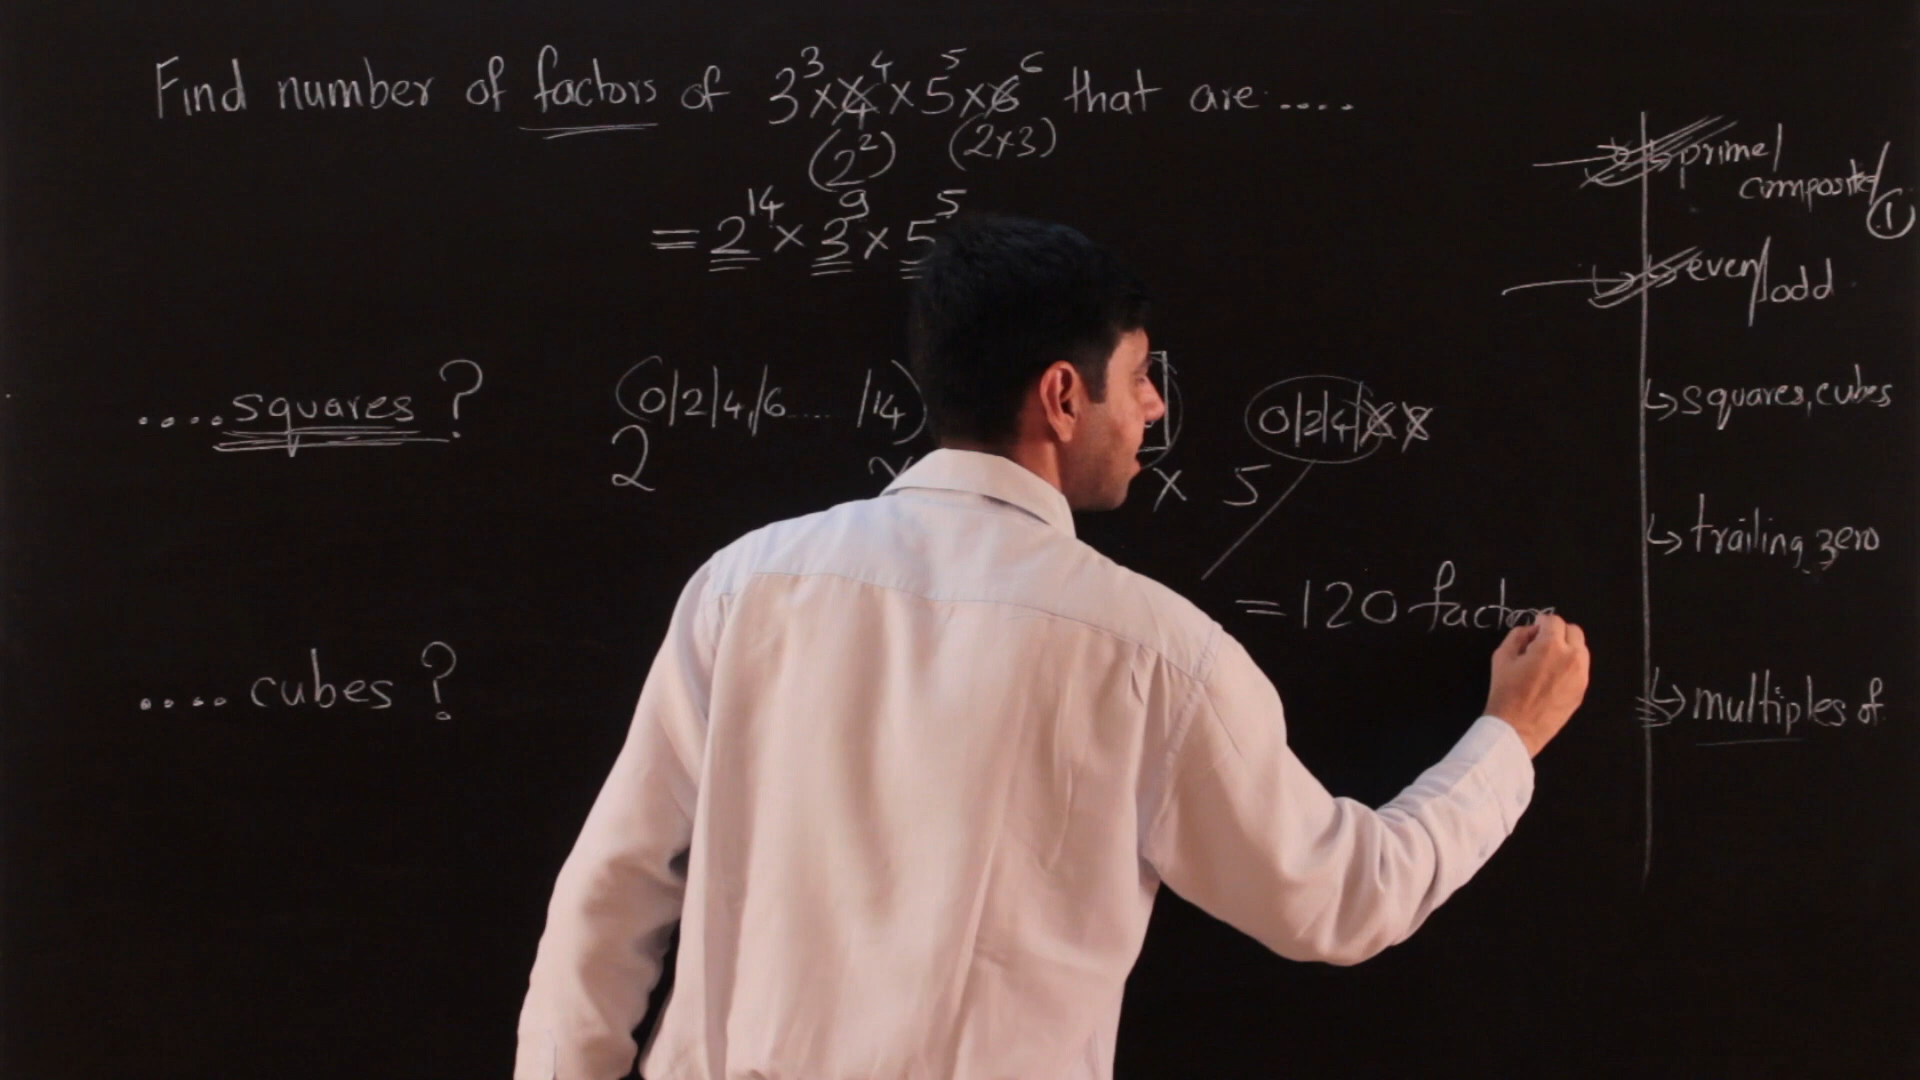 Find number of factors of 3³×4⁴×5⁵×6⁶ that are ....
(2²) (2×3)
= 2¹⁴ × 3⁹ × 5⁵
.... squares ?
(0|2|4|6.... |14)
0|2|4|
2 × × 5
= 120 factors
.... cubes ?
prime/
composite/
1
even/odd
squares, cubes
trailing zero
multiples of